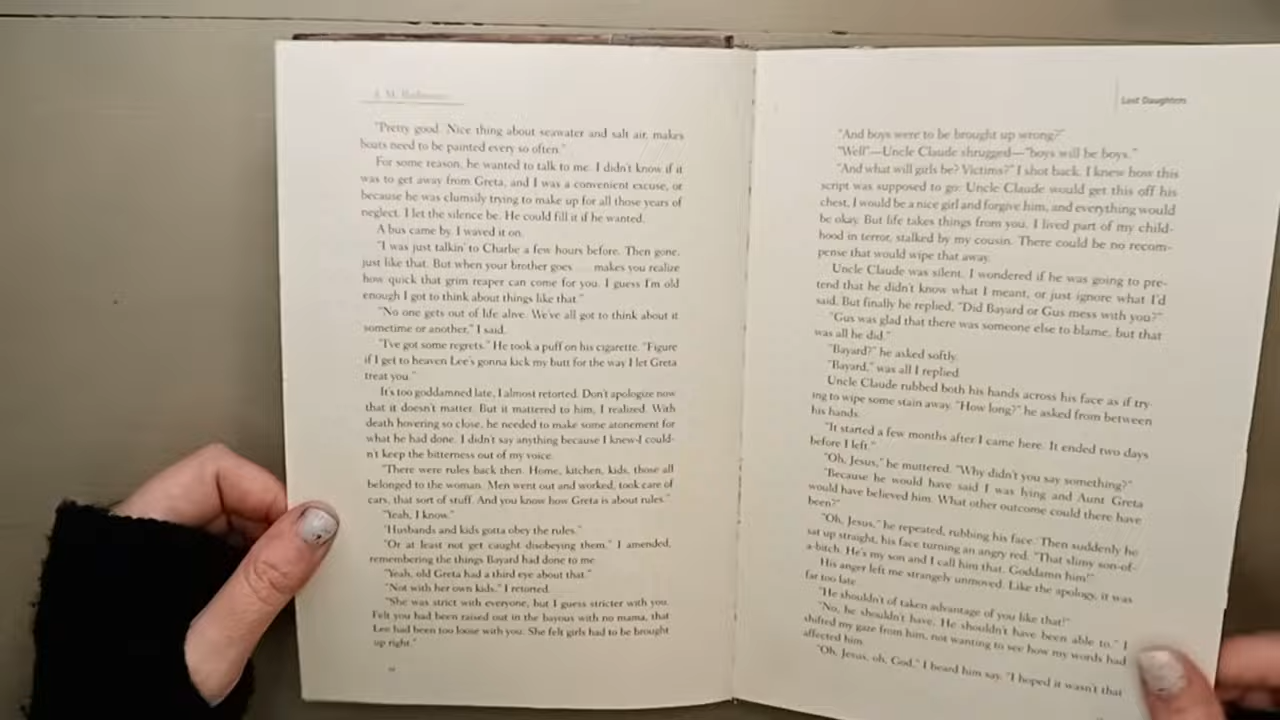 J. M. Redmann
"Pretty good. Nice thing about seawater and salt air, makes
boats need to be painted every so often."
For some reason, he wanted to talk to me. I didn't know if it
was to get away from Greta, and I was a convenient excuse, or
because he was clumsily trying to make up for all those years of
neglect. I let the silence be. He could fill it if he wanted.
A bus came by. I waved it on.
"I was just talkin' to Charlie a few hours before. Then gone,
just like that. But when your brother goes . . . makes you realize
how quick that grim reaper can come for you. I guess I'm old
enough I got to think about things like that."
"No one gets out of life alive. We've all got to think about it
sometime or another," I said.
"I've got some regrets." He took a puff on his cigarette. "Figure
if I get to heaven Lee's gonna kick my butt for the way I let Greta
treat you."
It's too goddamned late, I almost retorted. Don't apologize now
that it doesn't matter. But it mattered to him, I realized. With
death hovering so close, he needed to make some atonement for
what he had done. I didn't say anything because I knew I could-
n't keep the bitterness out of my voice.
"There were rules back then. Home, kitchen, kids, those all
belonged to the woman. Men went out and worked, took care of
cars, that sort of stuff. And you know how Greta is about rules."
"Yeah, I know."
"Husbands and kids gotta obey the rules."
"Or at least not get caught disobeying them," I amended,
remembering the things Bayard had done to me.
"Yeah, old Greta had a third eye about that."
"Not with her own kids," I retorted.
"She was strict with everyone, but I guess stricter with you.
Felt you had been raised out in the bayous with no mama, that
Lee had been too loose with you. She felt girls had to be brought
up right."
Lost Daughters
"And boys were to be brought up wrong?"
"Well"—Uncle Claude shrugged—"boys will be boys."
"And what will girls be? Victims?" I shot back. I knew how this
script was supposed to go: Uncle Claude would get this off his
chest, I would be a nice girl and forgive him, and everything would
be okay. But life takes things from you. I lived part of my child-
hood in terror, stalked by my cousin. There could be no recom-
pense that would wipe that away.
Uncle Claude was silent. I wondered if he was going to pre-
tend that he didn't know what I meant, or just ignore what I'd
said. But finally he replied, "Did Bayard or Gus mess with you?"
"Gus was glad that there was someone else to blame, but that
was all he did."
"Bayard?" he asked softly.
"Bayard," was all I replied.
Uncle Claude rubbed both his hands across his face as if try-
ing to wipe some stain away. "How long?" he asked from between
his hands.
"It started a few months after I came here. It ended two days
before I left."
"Oh, Jesus," he muttered. "Why didn't you say something?"
"Because he would have said I was lying and Aunt Greta
would have believed him. What other outcome could there have
been?"
"Oh, Jesus," he repeated, rubbing his face. Then suddenly he
sat up straight, his face turning an angry red. "That slimy son-of-
a-bitch. He's my son and I call him that. Goddamn him!"
His anger left me strangely unmoved. Like the apology, it was
far too late.
"He shouldn't of taken advantage of you like that!"
"No, he shouldn't have. He shouldn't have been able to." I
shifted my gaze from him, not wanting to see how my words had
affected him.
"Oh, Jesus, oh, God," I heard him say. "I hoped it wasn't that